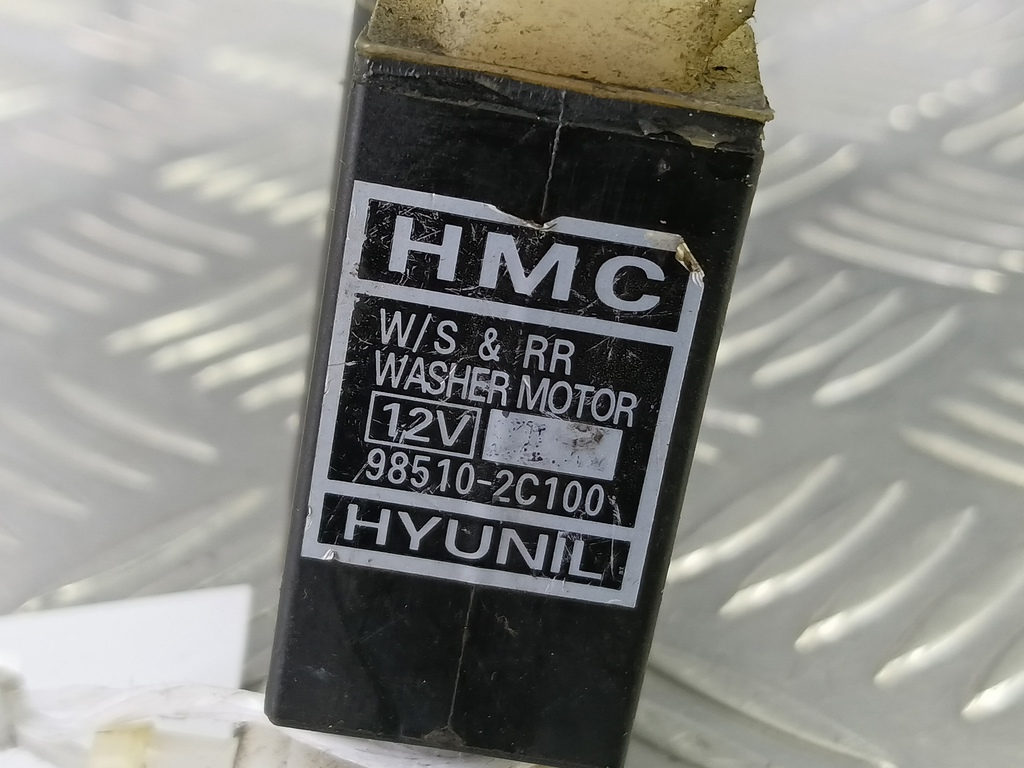 HMC
W/S & RR
WASHER MOTOR
12V
98510-2C100
HYUNIL